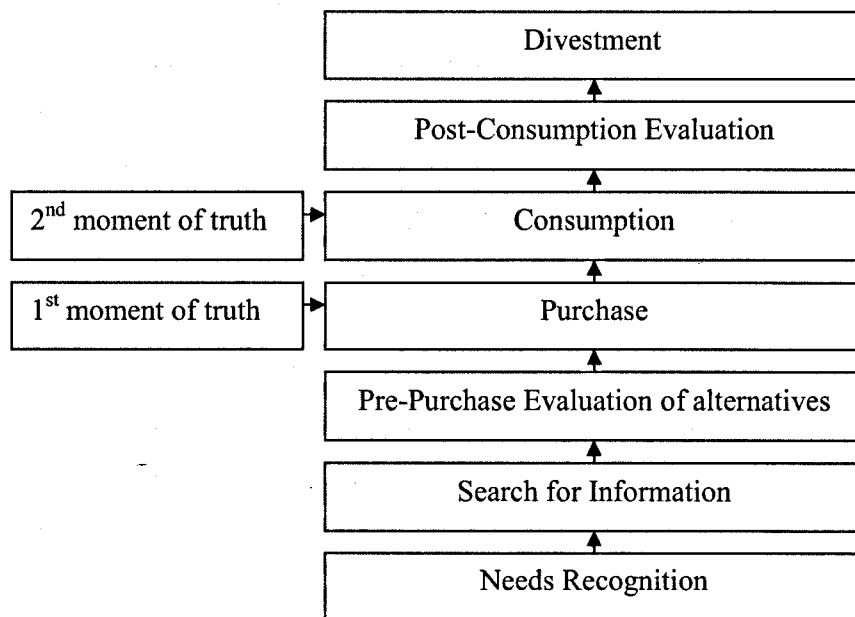 Divestment
Post-Consumption Evaluation
2nd moment of truth
Consumption
1st moment of truth
Purchase
Pre-Purchase Evaluation of alternatives
Search for Information
Needs Recognition